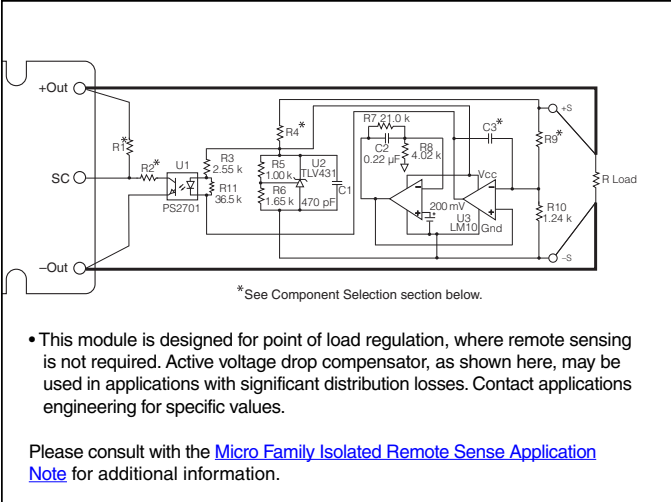 +Out
SC
–Out
R1*
R2*
U1
PS2701
R3
2.55 k
R11
36.5 k
R4*
R5
1.00 k
R6
1.65 k
U2
TLV431
C1
470 pF
R7 21.0 k
C2
0.22 µF
R8
4.02 k
200 mV
C3*
Vcc
U3
LM10 Gnd
+S
R9*
R10
1.24 k
–S
R Load
*See Component Selection section below.
• This module is designed for point of load regulation, where remote sensing
is not required. Active voltage drop compensator, as shown here, may be
used in applications with significant distribution losses. Contact applications
engineering for specific values.
Please consult with the Micro Family Isolated Remote Sense Application
Note for additional information.